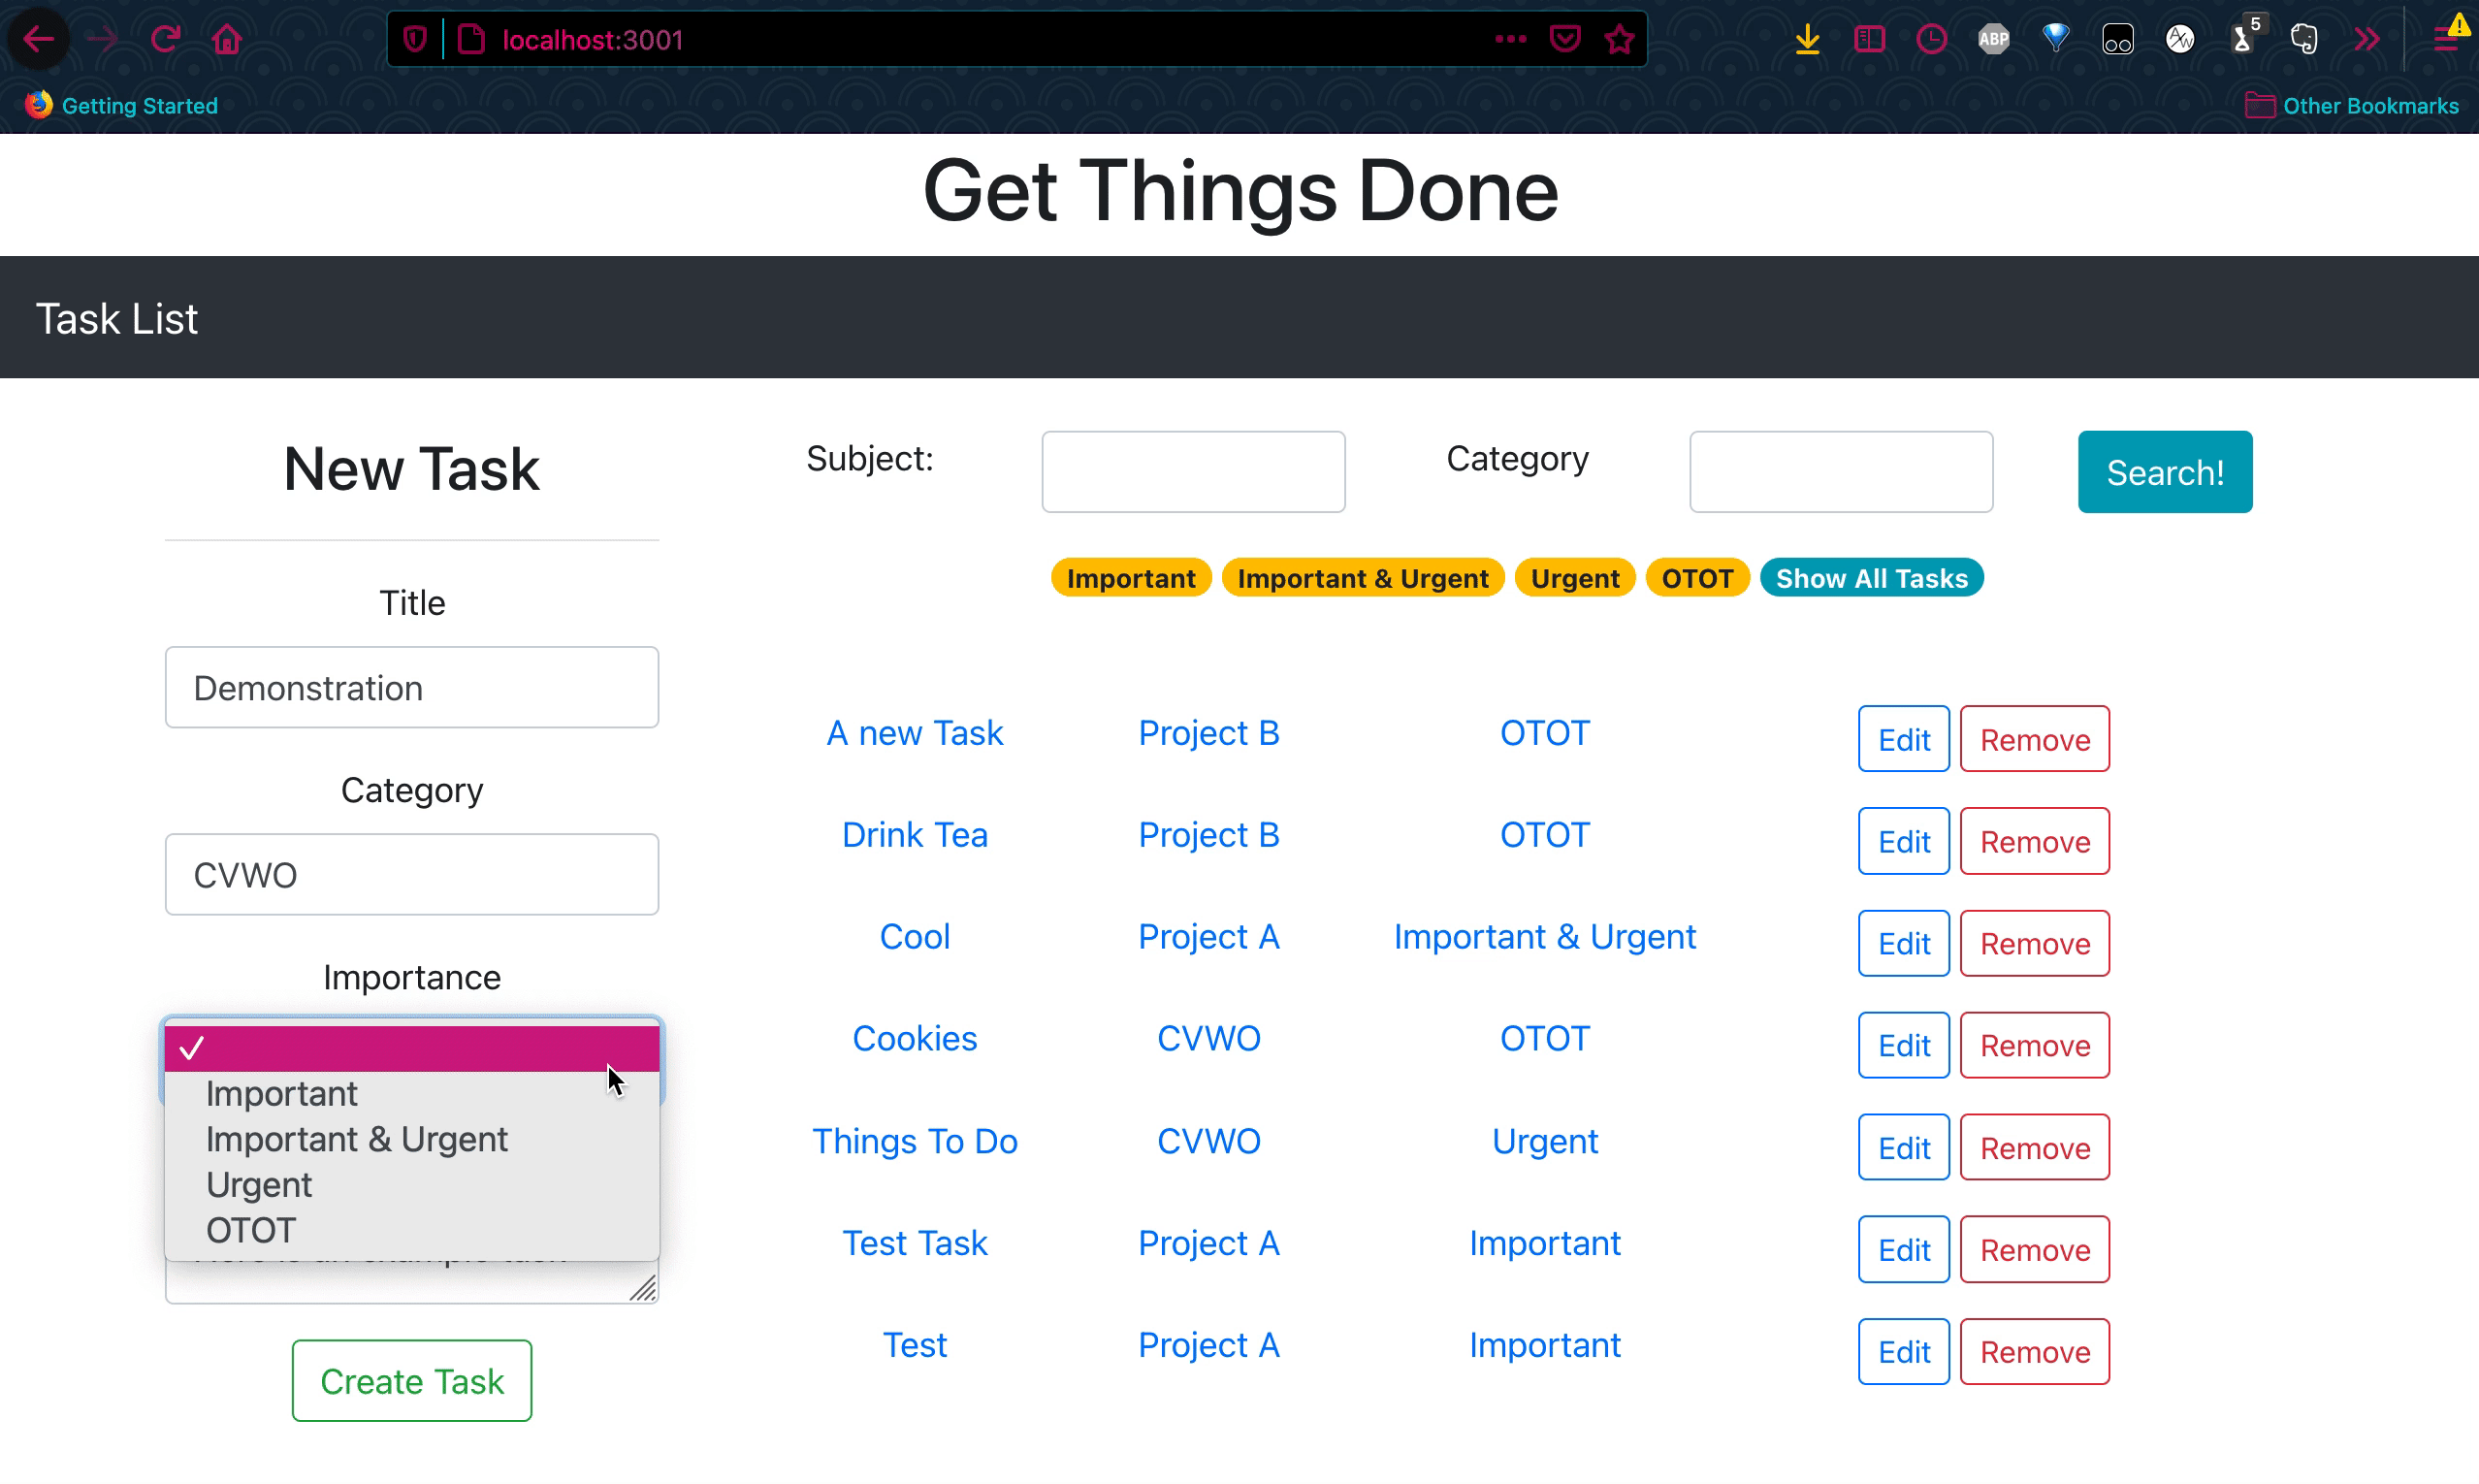 localhost:3001
ABP
5
Getting Started
Other Bookmarks
Get Things Done
Task List
New Task
Title
Demonstration
Category
CVWO
Importance
Important
Important & Urgent
Urgent
OTOT
Create Task
Subject:
Category
Search!
Important
Important & Urgent
Urgent
OTOT
Show All Tasks
A new Task Project B OTOT Edit Remove
Drink Tea Project B OTOT Edit Remove
Cool Project A Important & Urgent Edit Remove
Cookies CVWO OTOT Edit Remove
Things To Do CVWO Urgent Edit Remove
Test Task Project A Important Edit Remove
Test Project A Important Edit Remove